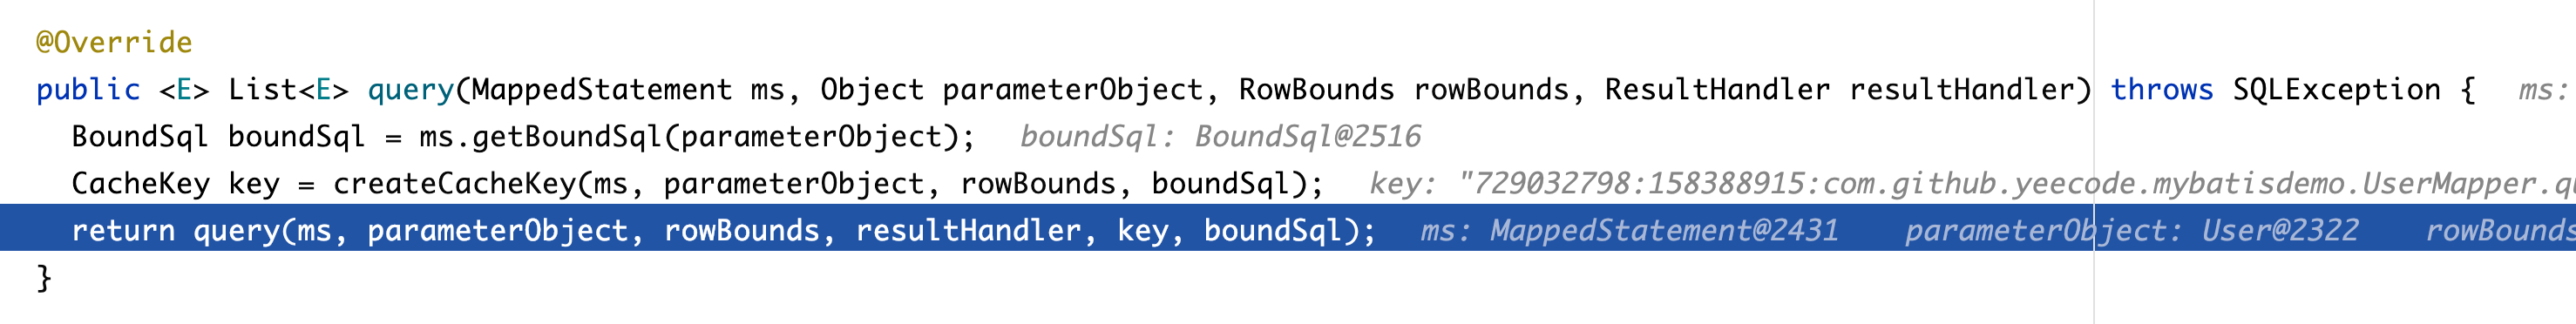 @Override
public <E> List<E> query(MappedStatement ms, Object parameterObject, RowBounds rowBounds, ResultHandler resultHandler) throws SQLException {   ms:
  BoundSql boundSql = ms.getBoundSql(parameterObject);   boundSql: BoundSql@2516
  CacheKey key = createCacheKey(ms, parameterObject, rowBounds, boundSql);   key: "729032798:158388915:com.github.yeecode.mybatisdemo.UserMapper.qu
  return query(ms, parameterObject, rowBounds, resultHandler, key, boundSql);   ms: MappedStatement@2431   parameterObject: User@2322   rowBounds
}